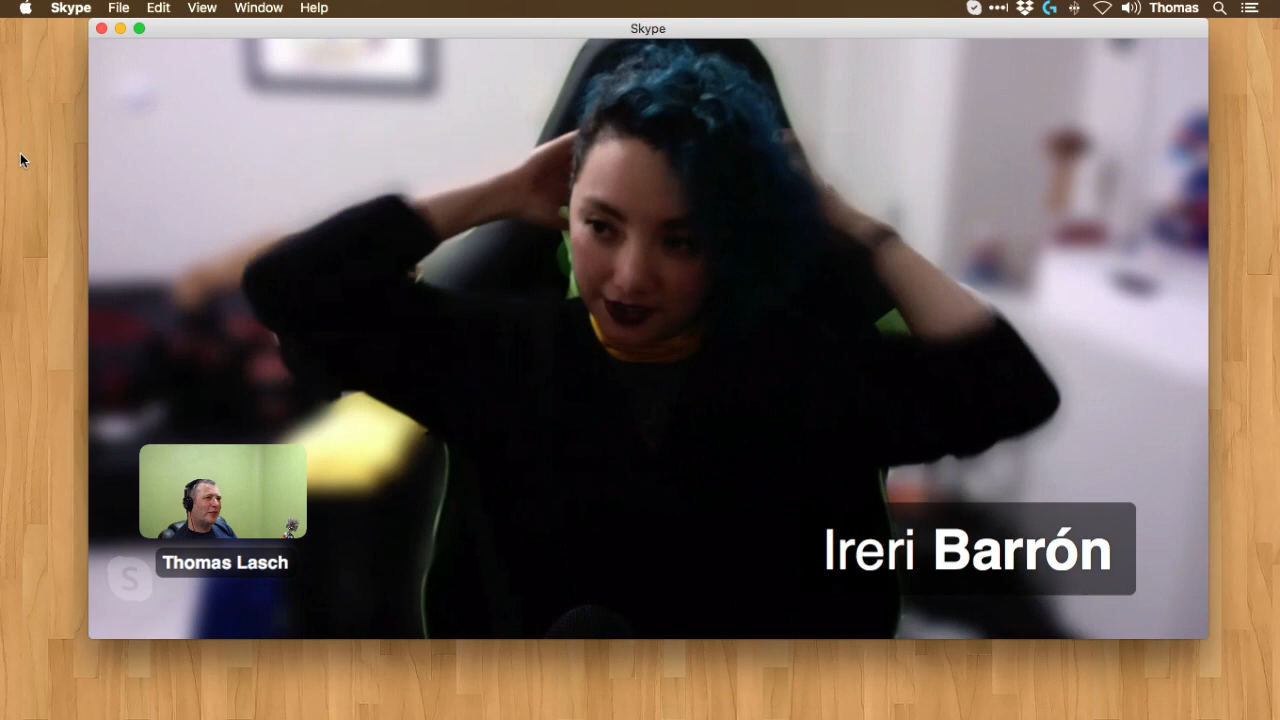 Skype File Edit View Window Help Thomas
Skype
Thomas Lasch
S
Ireri Barrón